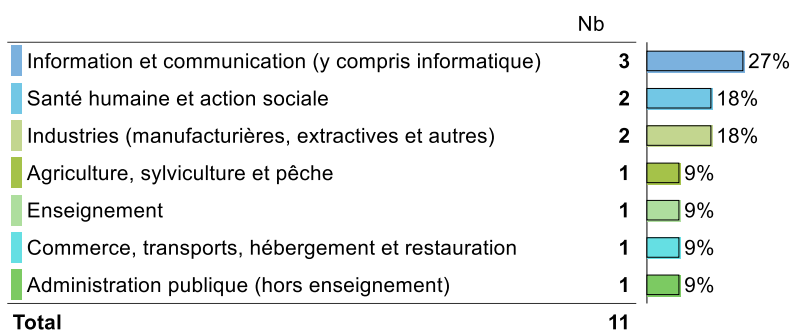 Nb
Information et communication (y compris informatique) 3 27%
Santé humaine et action sociale 2 18%
Industries (manufacturières, extractives et autres) 2 18%
Agriculture, sylviculture et pêche 1 9%
Enseignement 1 9%
Commerce, transports, hébergement et restauration 1 9%
Administration publique (hors enseignement) 1 9%
Total 11